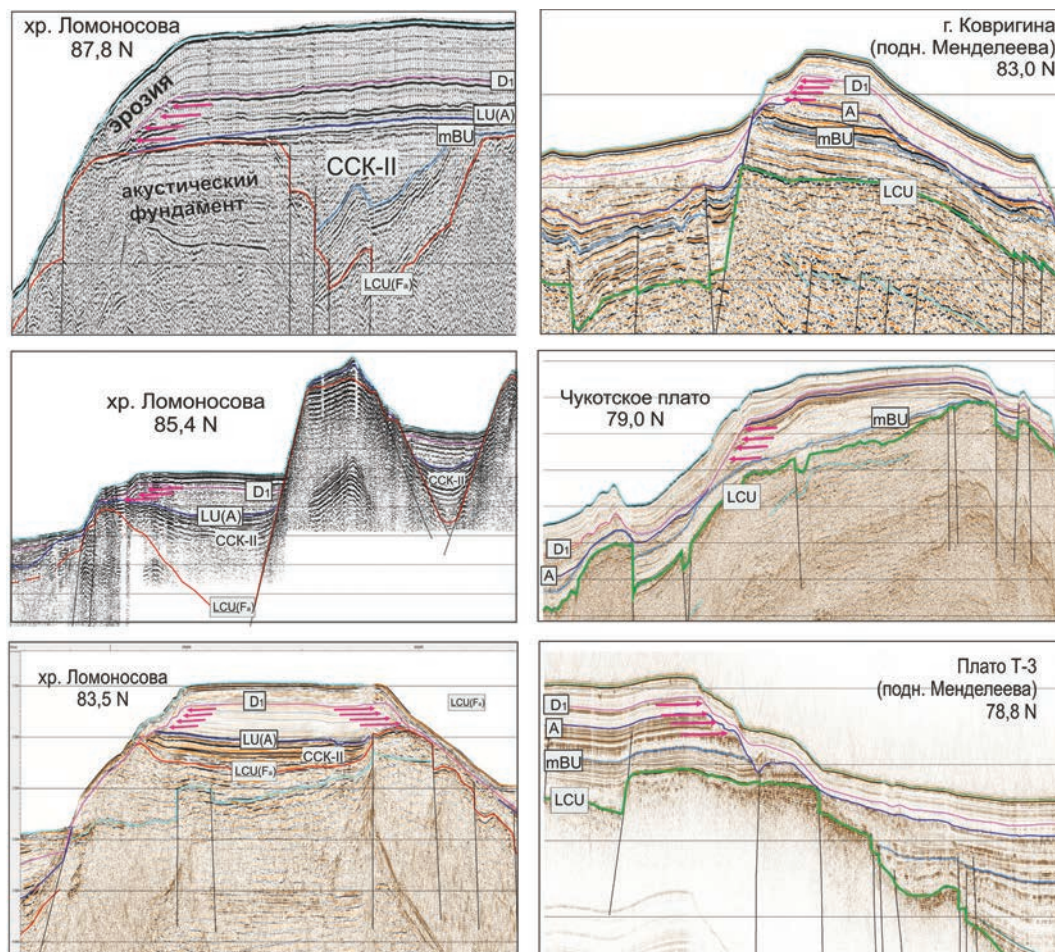 хр. Ломоносова
87,8 N
эрозия
D1
LU(A)
mBU
ССК-II
акустический
фундамент
LCU(Fa)
г. Ковригина
(подн. Менделеева)
83,0 N
D1
A
mBU
LCU
хр. Ломоносова
85,4 N
D1
LU(A)
ССК-II
ССК-II
LCU(Fa)
Чукотское плато
79,0 N
mBU
LCU
D1
A
хр. Ломоносова
83,5 N
D1
LCU(Fa)
LU(A)
ССК-II
LCU(Fa)
Плато Т-3
(подн. Менделеева)
78,8 N
D1
A
mBU
LCU